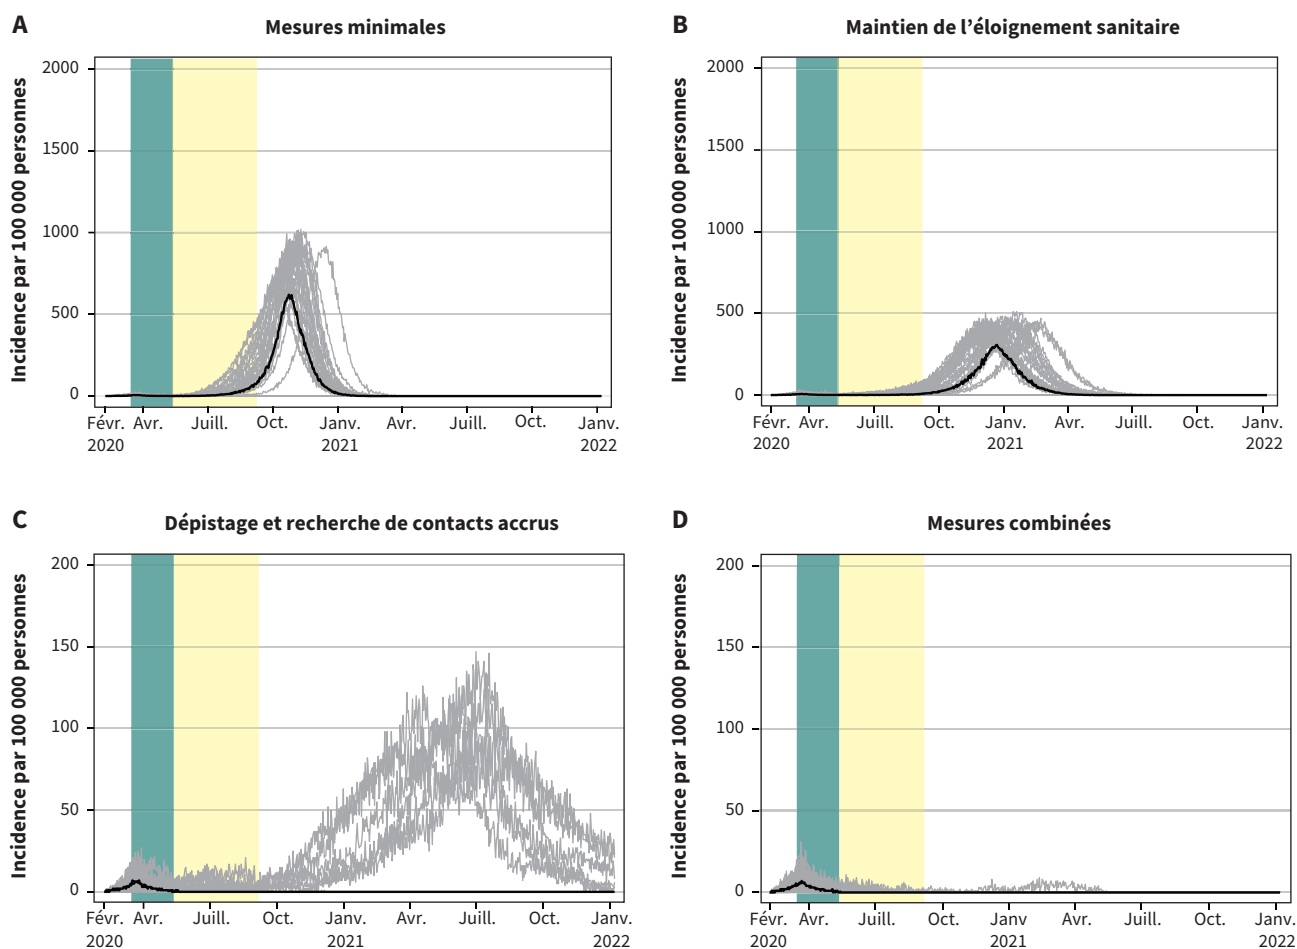 A
Mesures minimales
Incidence par 100 000 personnes
2000
1500
1000
500
0
Févr. Avr. Juill. Oct. Janv. Avr. Juill. Oct. Janv.
2020 2021 2022
B
Maintien de l’éloignement sanitaire
Incidence par 100 000 personnes
2000
1500
1000
500
0
Févr. Avr. Juill. Oct. Janv. Avr. Juill. Oct. Janv.
2020 2021 2022
C
Dépistage et recherche de contacts accrus
Incidence par 100 000 personnes
200
150
100
50
0
Févr. Avr. Juill. Oct. Janv. Avr. Juill. Oct. Janv.
2020 2021 2022
D
Mesures combinées
Incidence par 100 000 personnes
200
150
100
50
0
Févr. Avr. Juill. Oct. Janv Avr. Juill. Oct. Janv.
2020 2021 2022